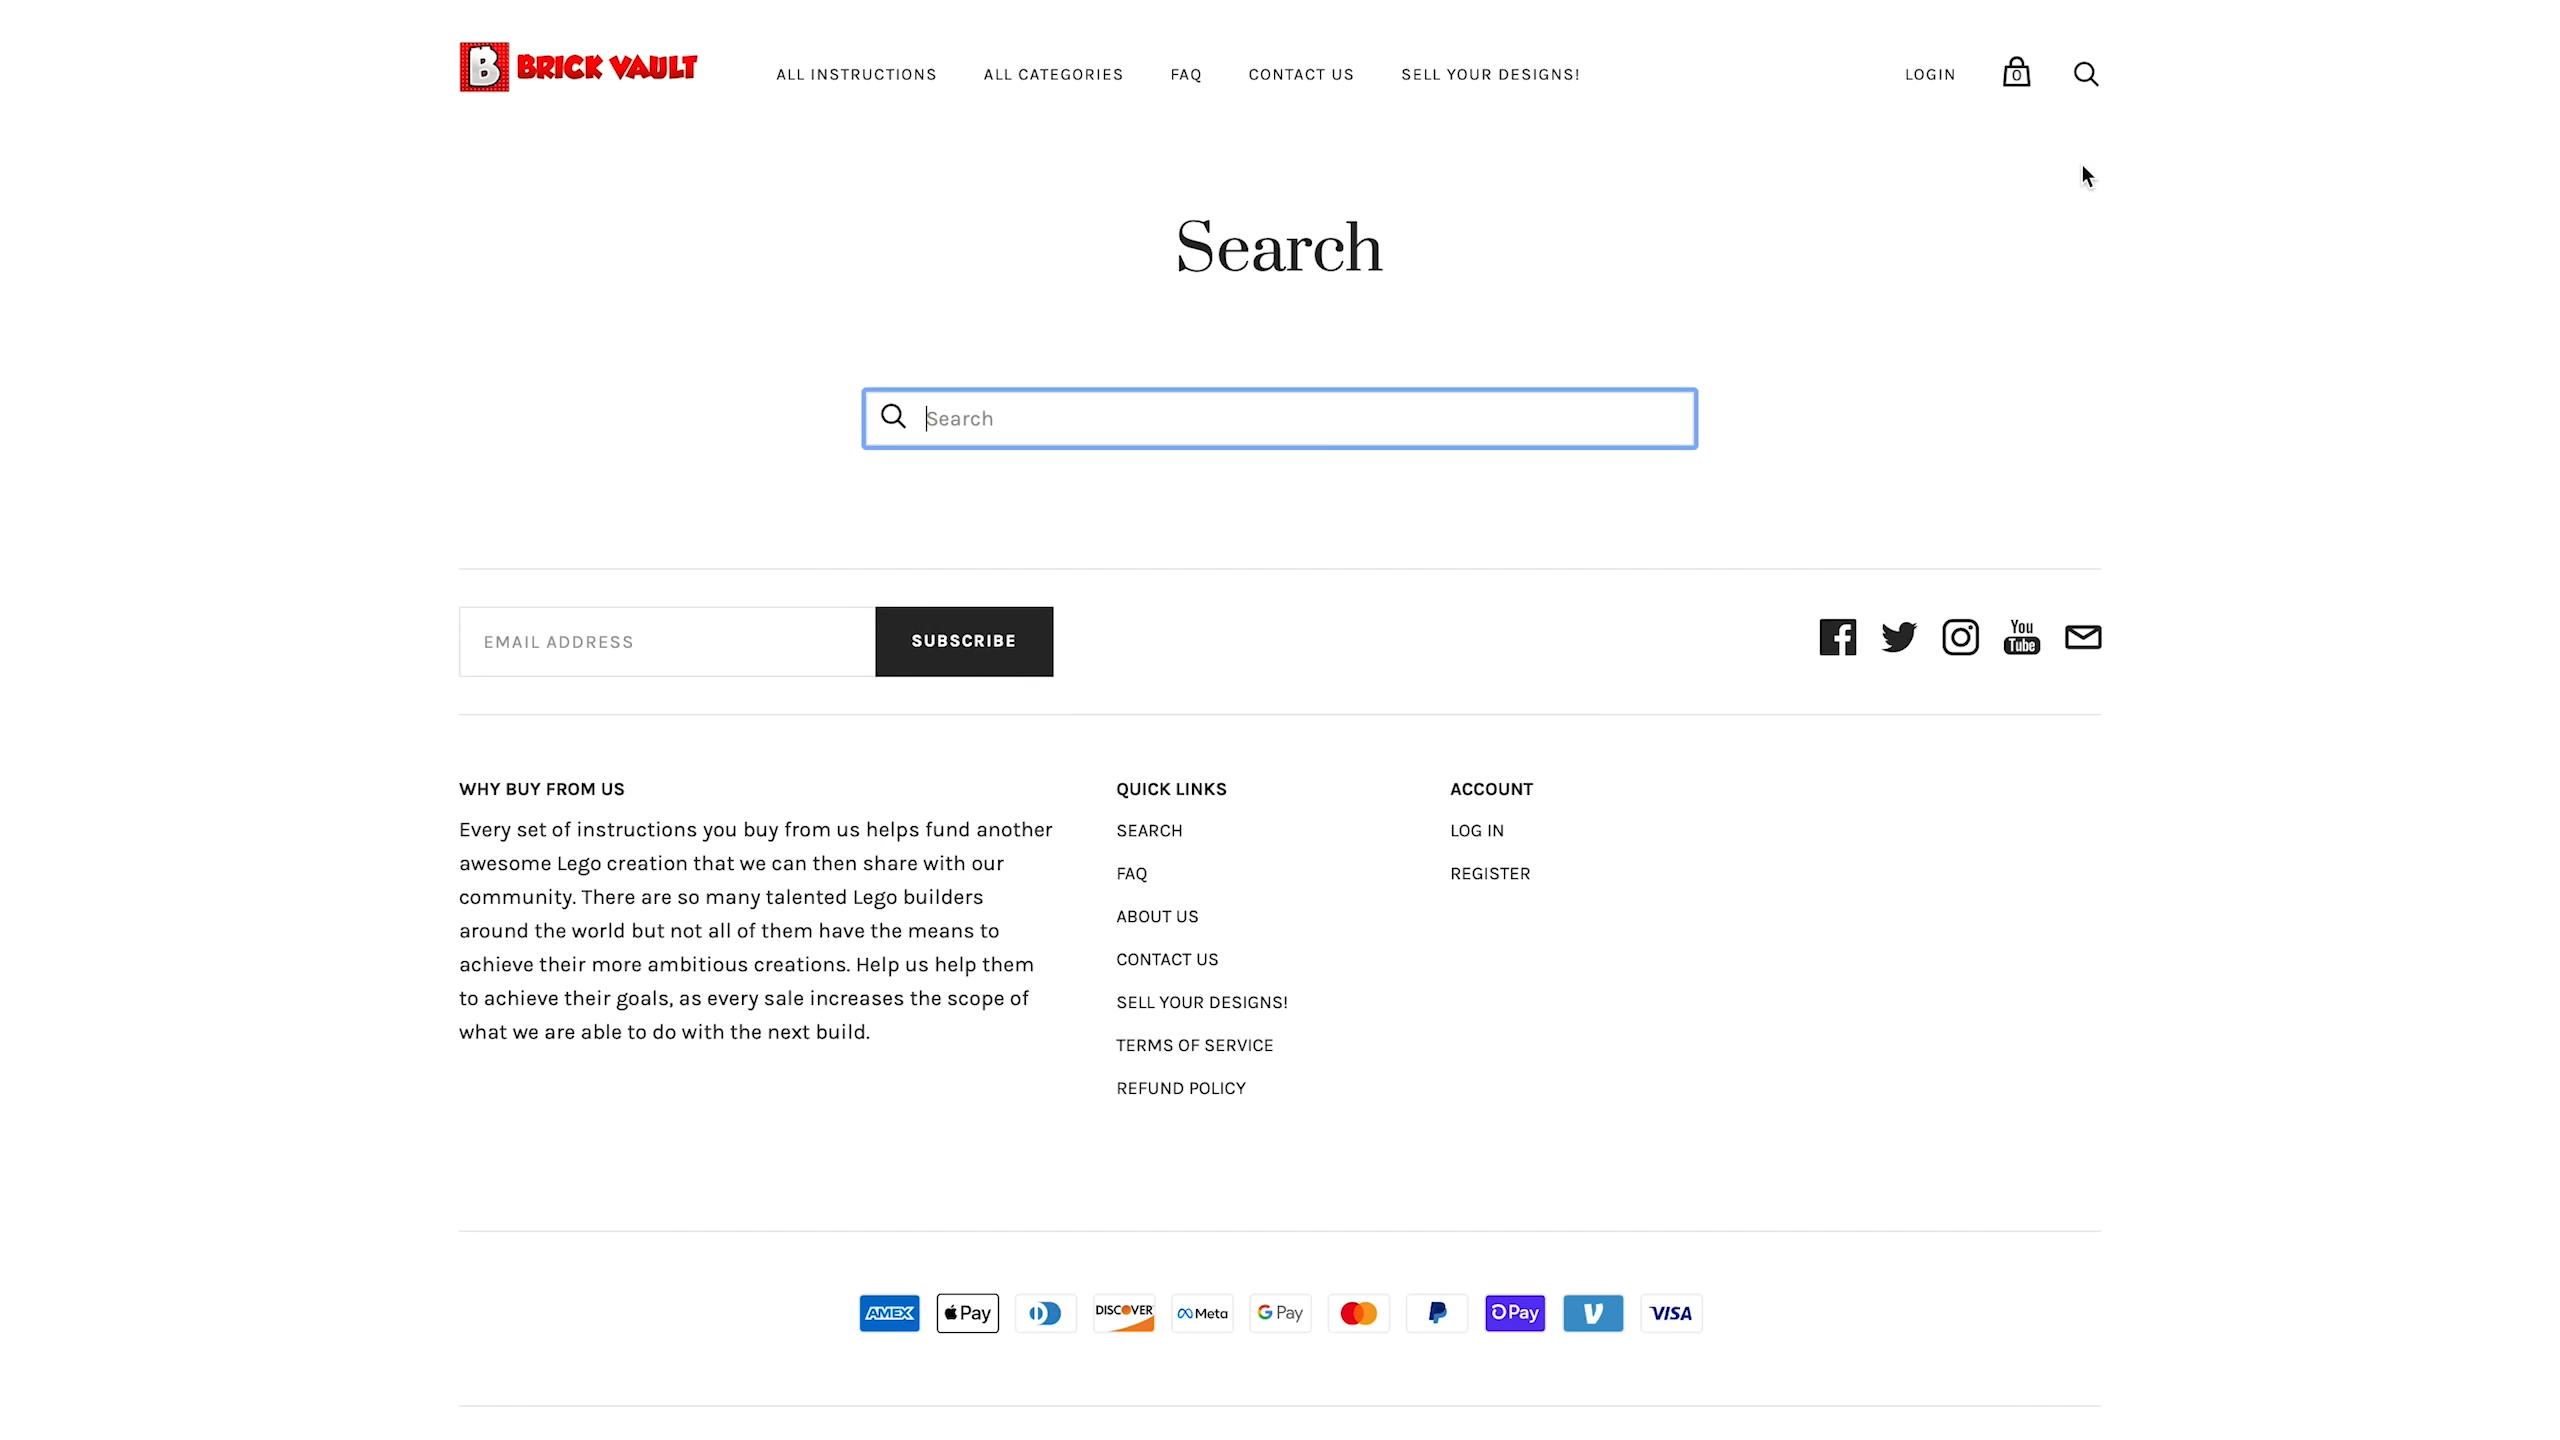 B BRICK VAULT
ALL INSTRUCTIONS
ALL CATEGORIES
FAQ
CONTACT US
SELL YOUR DESIGNS!
LOGIN
0
Search
Search
EMAIL ADDRESS
SUBSCRIBE
You
Tube
WHY BUY FROM US
Every set of instructions you buy from us helps fund another
awesome Lego creation that we can then share with our
community. There are so many talented Lego builders
around the world but not all of them have the means to
achieve their more ambitious creations. Help us help them
to achieve their goals, as every sale increases the scope of
what we are able to do with the next build.
QUICK LINKS
SEARCH
FAQ
ABOUT US
CONTACT US
SELL YOUR DESIGNS!
TERMS OF SERVICE
REFUND POLICY
ACCOUNT
LOG IN
REGISTER
AMEX
Pay
DISCOVER
Meta
G Pay
Pay
V
VISA